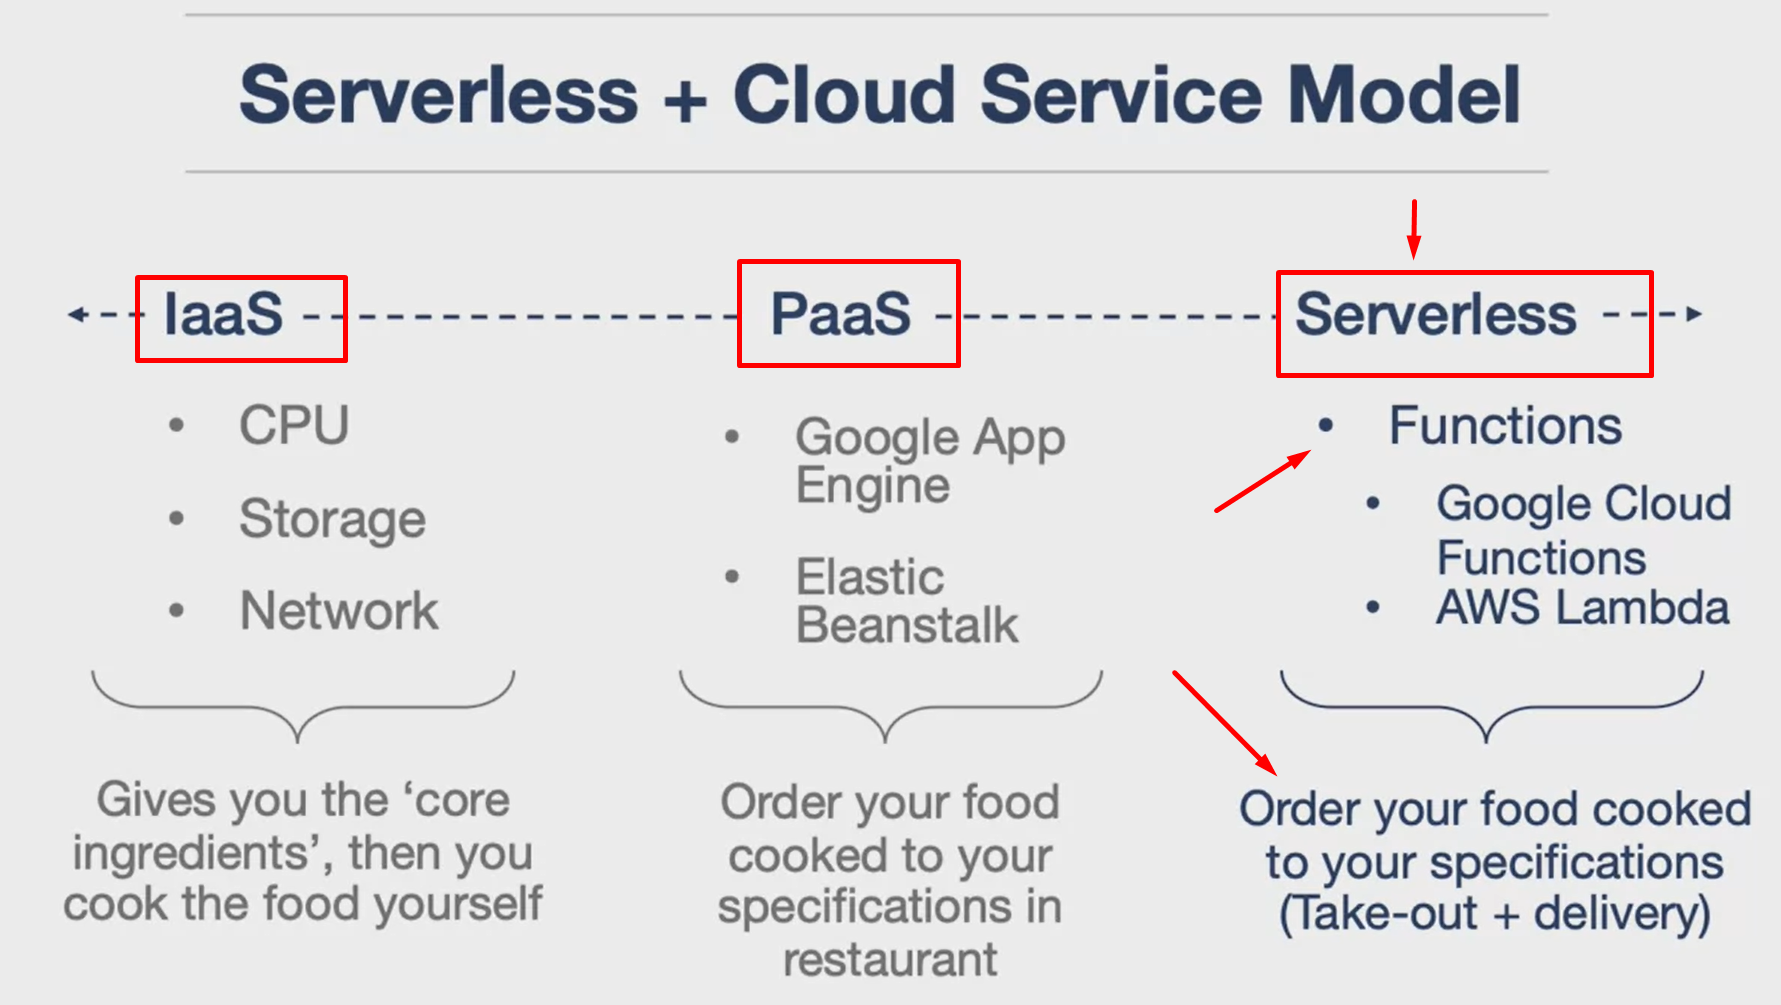 Serverless + Cloud Service Model
IaaS
PaaS
Serverless
• CPU
• Storage
• Network
Gives you the ‘core
ingredients’, then you
cook the food yourself
• Google App
Engine
• Elastic
Beanstalk
Order your food
cooked to your
specifications in
restaurant
• Functions
• Google Cloud
Functions
• AWS Lambda
Order your food cooked
to your specifications
(Take-out + delivery)